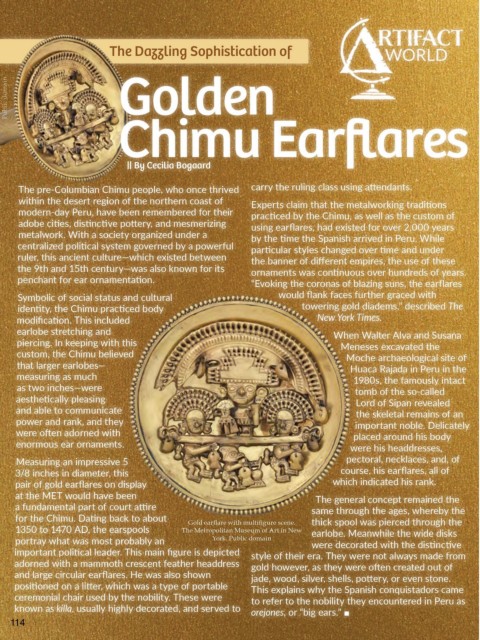 The Dazzling Sophistication of
ARTIFACT
WORLD
Golden
Chimu Earflares
|| By Cecilia Bogaard
The pre-Columbian Chimu people, who once thrived
within the desert region of the northern coast of
modern-day Peru, have been remembered for their
adobe cities, distinctive pottery, and mesmerizing
metalwork. With a society organized under a
centralized political system governed by a powerful
ruler, this ancient culture—which existed between
the 9th and 15th century—was also known for its
penchant for ear ornamentation.
Symbolic of social status and cultural
identity, the Chimu practiced body
modification. This included
earlobe stretching and
piercing. In keeping with this
custom, the Chimu believed
that larger earlobes—
measuring as much
as two inches—were
aesthetically pleasing
and able to communicate
power and rank, and they
were often adorned with
enormous ear ornaments.
Measuring an impressive 5
3/8 inches in diameter, this
pair of gold earflares on display
at the MET would have been
a fundamental part of court attire
for the Chimu. Dating back to about
1350 to 1470 AD, the earspools
portray what was most probably an
important political leader. This main figure is depicted
adorned with a mammoth crescent feather headdress
and large circular earflares. He was also shown
positioned on a litter, which was a type of portable
ceremonial chair used by the nobility. These were
known as killa, usually highly decorated, and served to
carry the ruling class using attendants.
Experts claim that the metalworking traditions
practiced by the Chimu, as well as the custom of
using earflares, had existed for over 2,000 years
by the time the Spanish arrived in Peru. While
particular styles changed over time and under
the banner of different empires, the use of these
ornaments was continuous over hundreds of years.
"Evoking the coronas of blazing suns, the earflares
would flank faces further graced with
towering gold diadems," described The
New York Times.
When Walter Alva and Susana
Meneses excavated the
Moche archaeological site of
Huaca Rajada in Peru in the
1980s, the famously intact
tomb of the so-called
Lord of Sipan revealed
the skeletal remains of an
important noble. Delicately
placed around his body
were his headdresses,
pectoral, necklaces, and, of
course, his earflares, all of
which indicated his rank.
The general concept remained the
same through the ages, whereby the
thick spool was pierced through the
earlobe. Meanwhile the wide disks
were decorated with the distinctive
style of their era. They were not always made from
gold however, as they were often created out of
jade, wood, silver, shells, pottery, or even stone.
This explains why the Spanish conquistadors came
to refer to the nobility they encountered in Peru as
orejones, or "big ears." ■
Gold earflare with multifigure scene.
The Metropolitan Museum of Art in New
York. Public domain
114